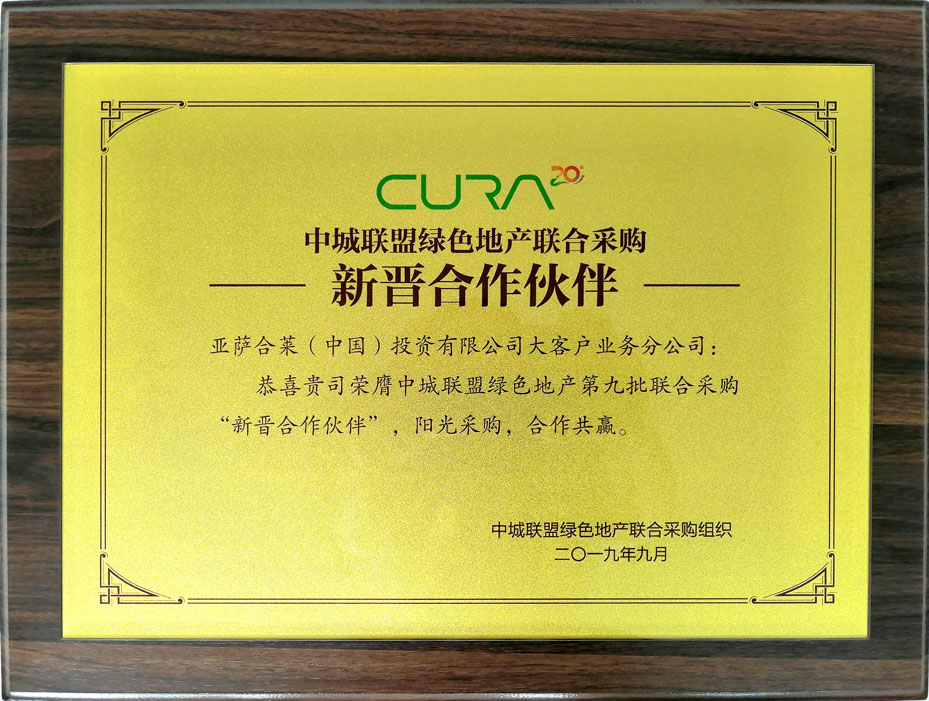 CURA 20
中城联盟绿色地产联合采购
新晋合作伙伴
亚萨合莱（中国）投资有限公司大客户业务分公司：
恭喜贵司荣膺中城联盟绿色地产第九批联合采购
“新晋合作伙伴”，阳光采购，合作共赢。
中城联盟绿色地产联合采购组织
二〇一九年九月